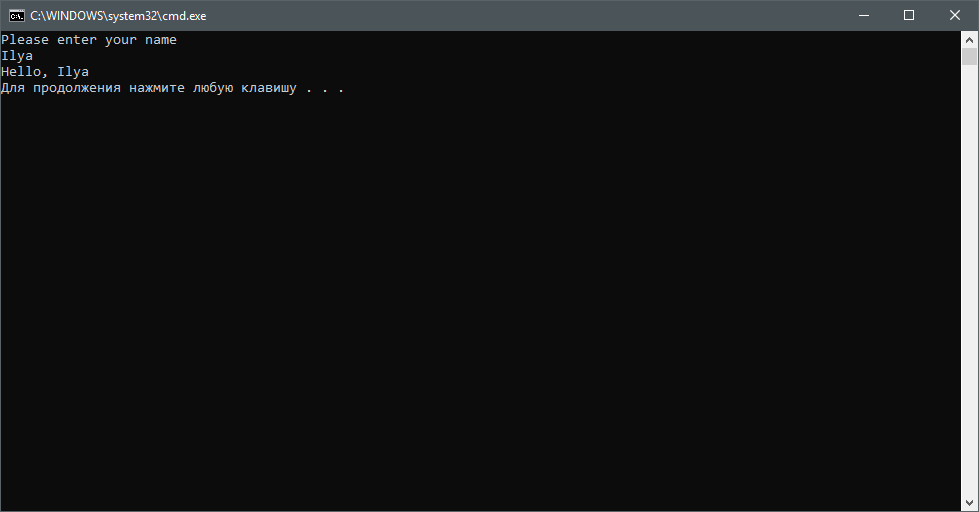 C:\WINDOWS\system32\cmd.exe
Please enter your name
Ilya
Hello, Ilya
Для продолжения нажмите любую клавишу . . .